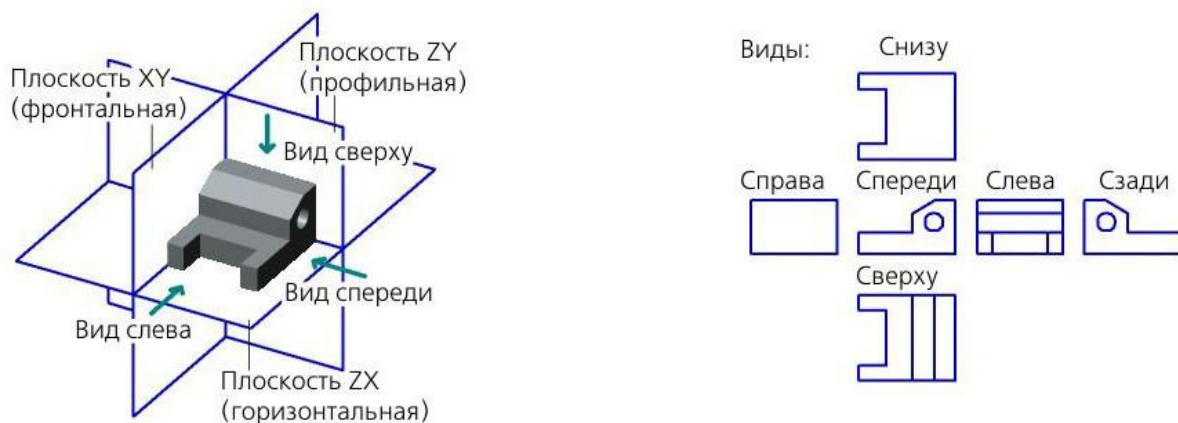 Плоскость ZY
(профильная)
Плоскость XY
(фронтальная)
Вид сверху
Вид спереди
Вид слева
Плоскость ZX
(горизонтальная)
Виды:
Снизу
Справа
Спереди
Слева
Сзади
Сверху